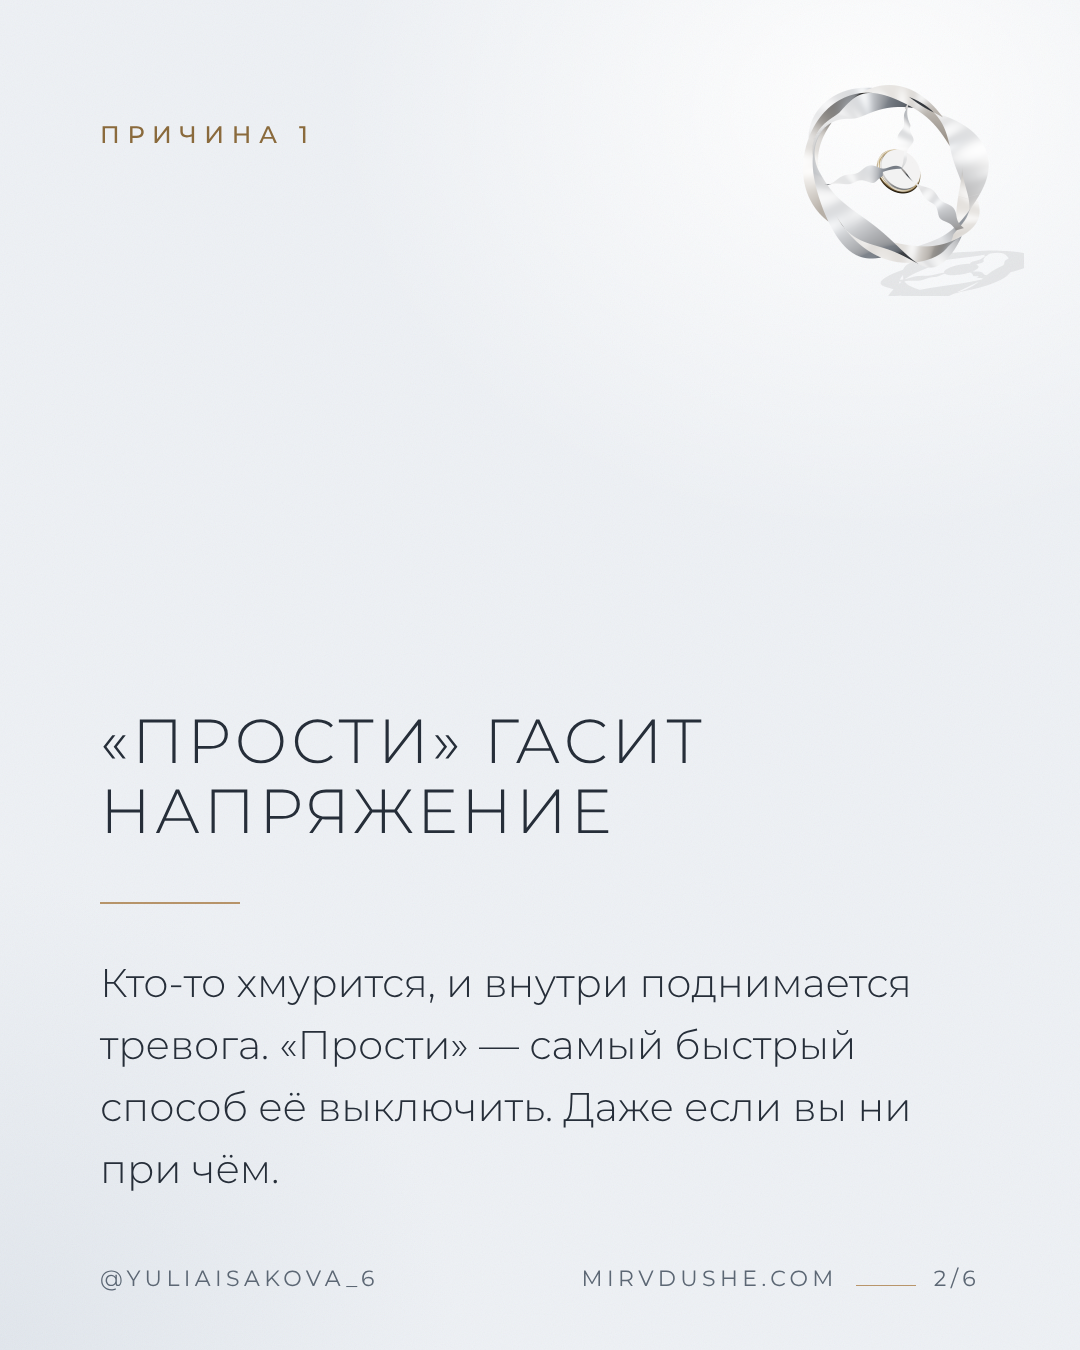 ПРИЧИНА 1
«ПРОСТИ» ГАСИТ
НАПРЯЖЕНИЕ
Кто-то хмурится, и внутри поднимается
тревога. «Прости» — самый быстрый
способ её выключить. Даже если вы ни
при чём.
@YULIAISAKOVA_6
MIRVDUSHE.COM
2/6